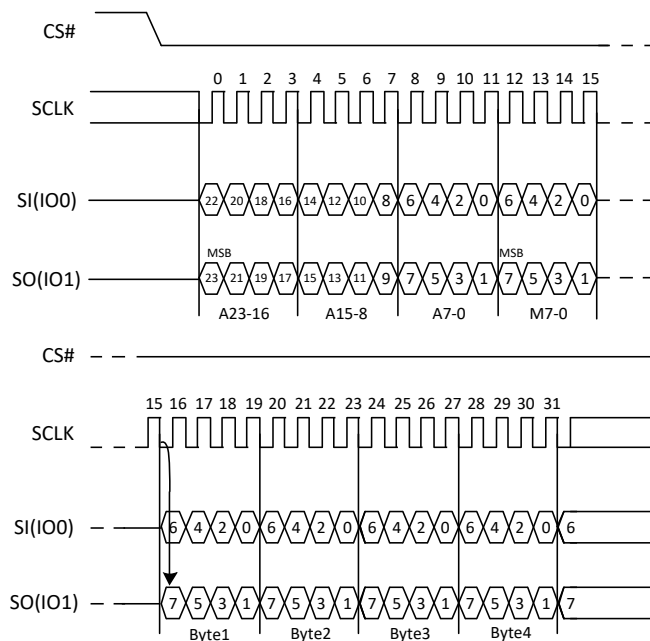 CS#
0 1 2 3 4 5 6 7 8 9 10 11 12 13 14 15
SCLK
SI(IO0) 22 20 18 16 14 12 10 8 6 4 2 0 6 4 2 0
MSB MSB
SO(IO1) 23 21 19 17 15 13 11 9 7 5 3 1 7 5 3 1
A23-16 A15-8 A7-0 M7-0
CS#
15 16 17 18 19 20 21 22 23 24 25 26 27 28 29 30 31
SCLK
SI(IO0) 6 4 2 0 6 4 2 0 6 4 2 0 6 4 2 0 6
SO(IO1) 7 5 3 1 7 5 3 1 7 5 3 1 7 5 3 1 7
Byte1 Byte2 Byte3 Byte4